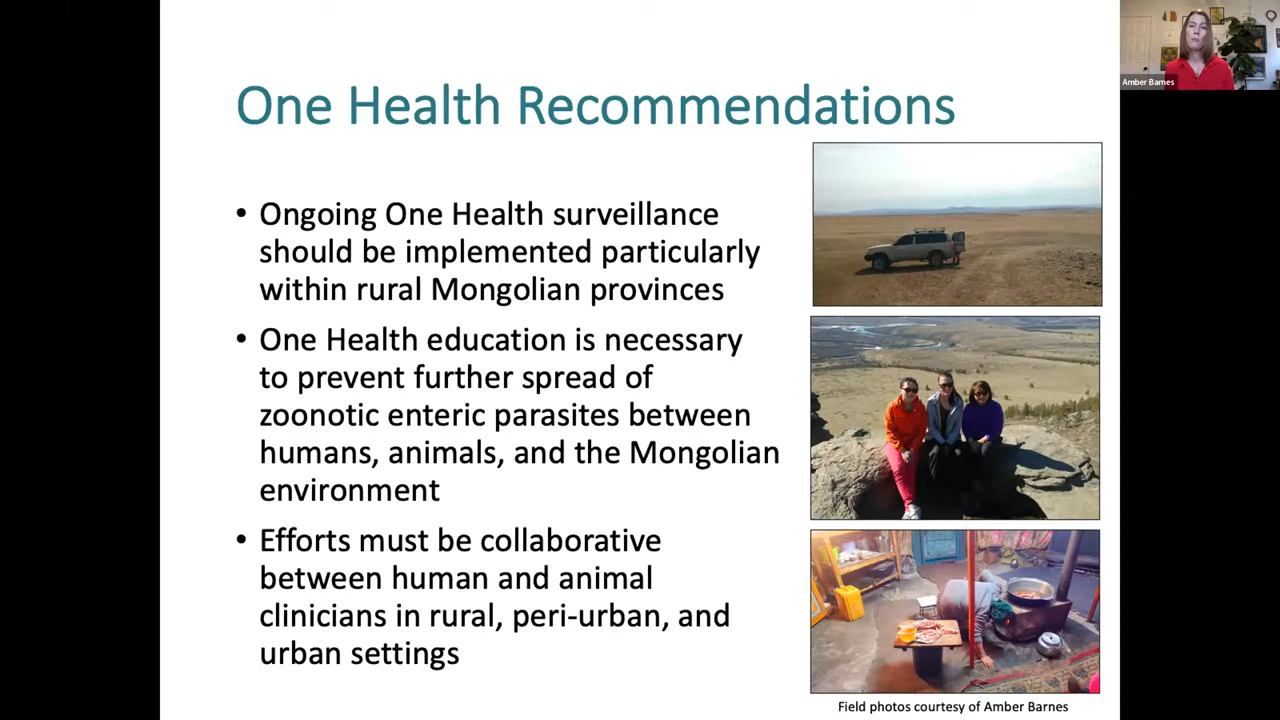 One Health Recommendations
• Ongoing One Health surveillance
should be implemented particularly
within rural Mongolian provinces
• One Health education is necessary
to prevent further spread of
zoonotic enteric parasites between
humans, animals, and the Mongolian
environment
• Efforts must be collaborative
between human and animal
clinicians in rural, peri-urban, and
urban settings
Field photos courtesy of Amber Barnes
Amber Barnes